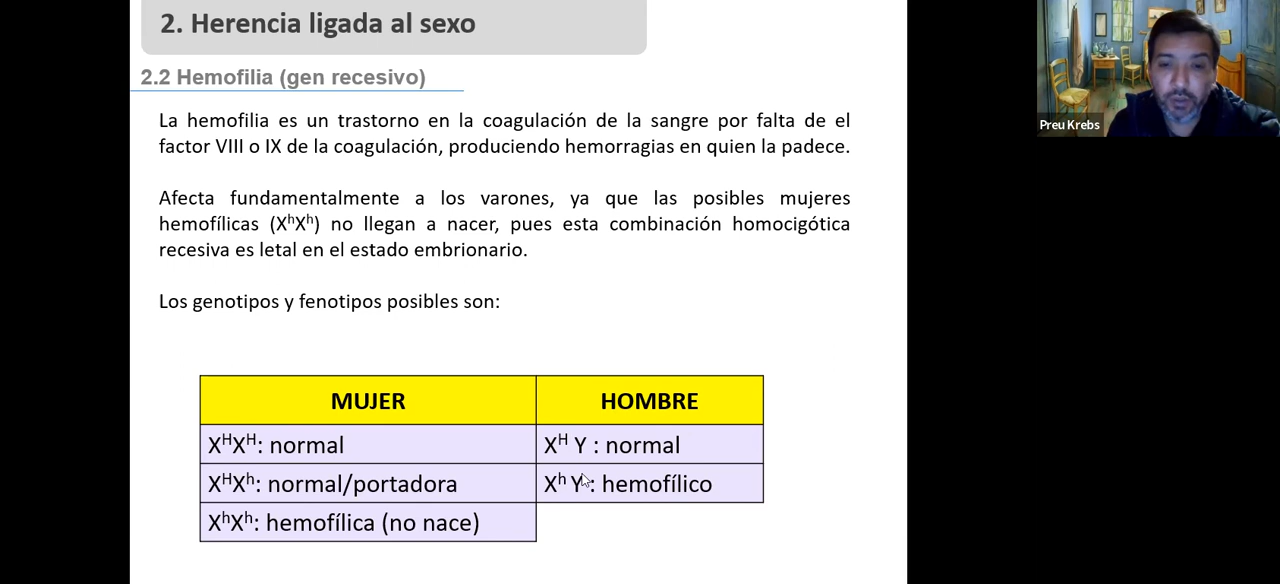 2. Herencia ligada al sexo
2.2 Hemofilia (gen recesivo)
La hemofilia es un trastorno en la coagulación de la sangre por falta de el
factor VIII o IX de la coagulación, produciendo hemorragias en quien la padece.
Afecta fundamentalmente a los varones, ya que las posibles mujeres
hemofílicas (XʰXʰ) no llegan a nacer, pues esta combinación homocigótica
recesiva es letal en el estado embrionario.
Los genotipos y fenotipos posibles son:
MUJER HOMBRE
XᴴXᴴ: normal Xᴴ Y : normal
XᴴXʰ: normal/portadora Xʰ Y : hemofílico
XʰXʰ: hemofílica (no nace)
Preu Krebs